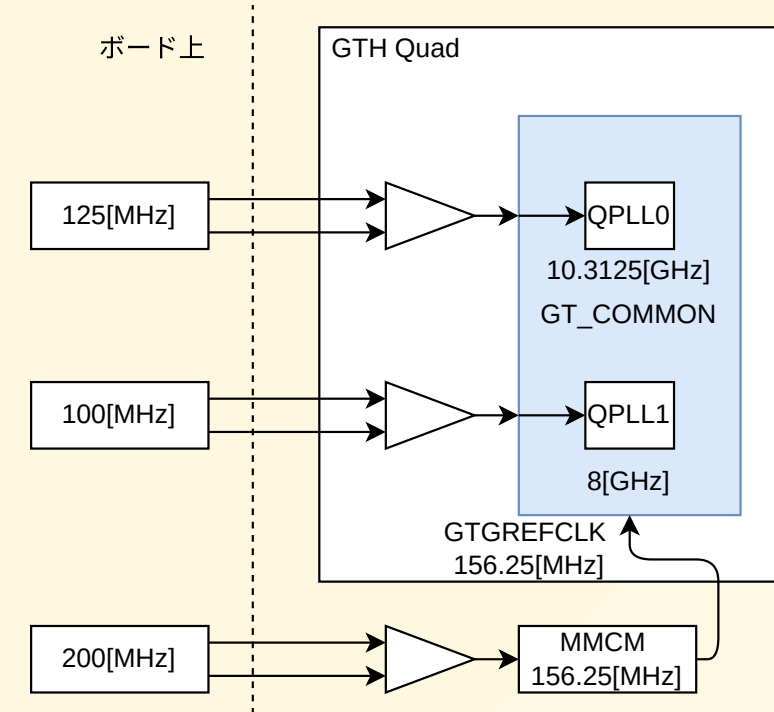 ボード上
GTH Quad
125[MHz]
QPLL0
10.3125[GHz]
GT_COMMON
100[MHz]
QPLL1
8[GHz]
GTGREFCLK
156.25[MHz]
200[MHz]
MMCM
156.25[MHz]